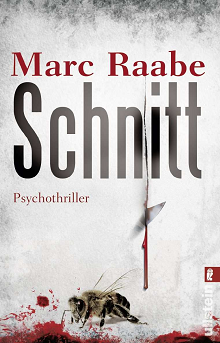 Marc Raabe
Schnitt
Psychothriller
ullstein